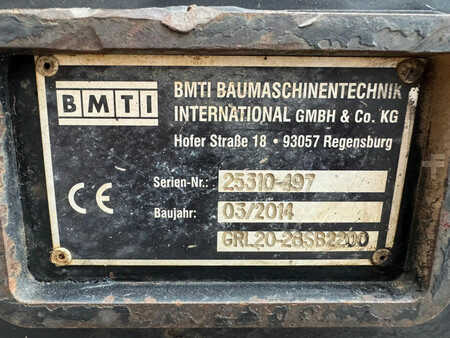 BMTI
BMTI BAUMASCHINENTECHNIK
INTERNATIONAL GMBH & Co. KG
Hofer Straße 18 • 93057 Regensburg
CE
Serien-Nr.: 25310-497
Baujahr: 03/2014
GRL20-28SB2200